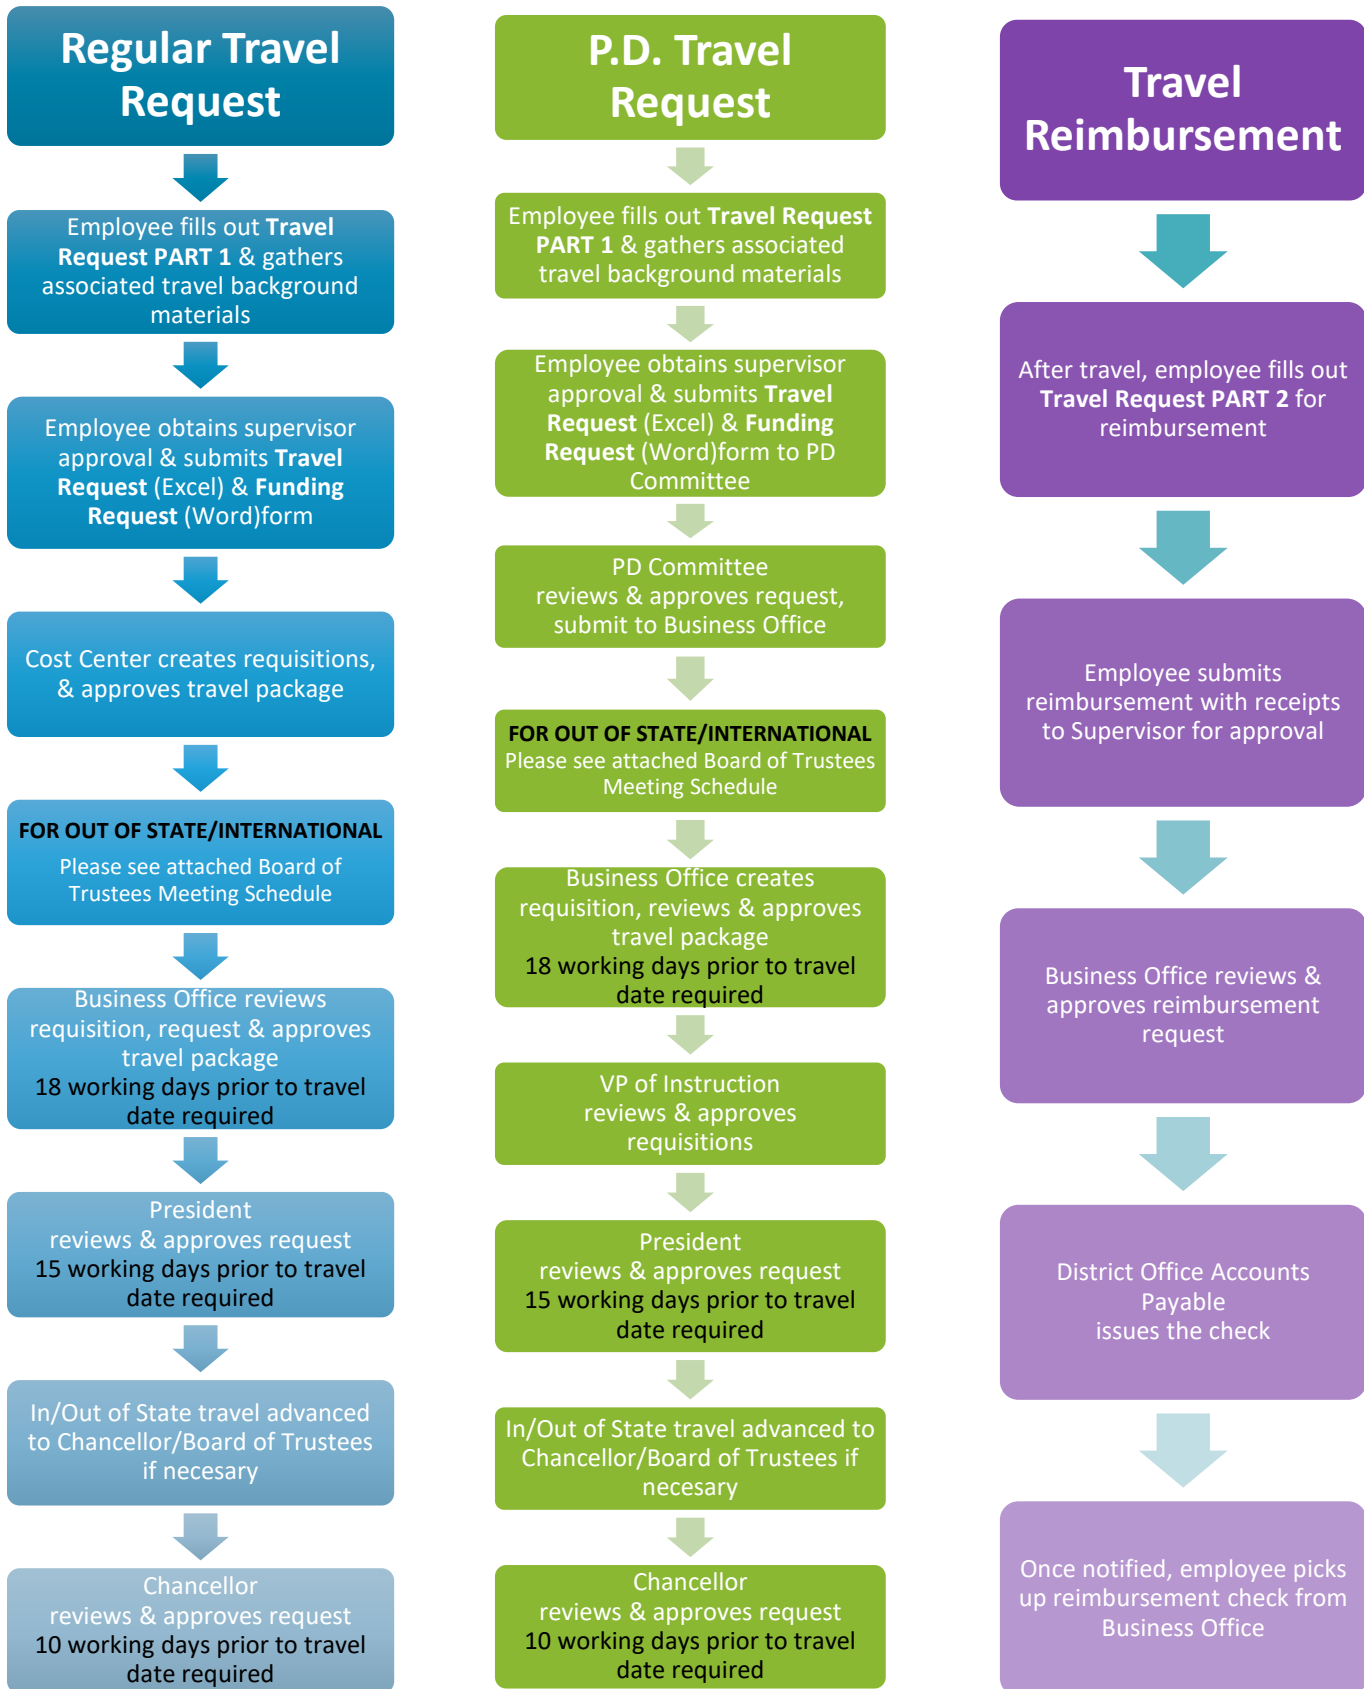 Regular Travel
Request
Employee fills out Travel
Request PART 1 & gathers
associated travel background
materials
Employee obtains supervisor
approval & submits Travel
Request (Excel) & Funding
Request (Word)form
Cost Center creates requisitions,
& approves travel package
FOR OUT OF STATE/INTERNATIONAL
Please see attached Board of
Trustees Meeting Schedule
Business Office reviews
requisition, request & approves
travel package
18 working days prior to travel
date required
President
reviews & approves request
15 working days prior to travel
date required
In/Out of State travel advanced
to Chancellor/Board of Trustees
if necesary
Chancellor
reviews & approves request
10 working days prior to travel
date required
P.D. Travel
Request
Employee fills out Travel Request
PART 1 & gathers associated
travel background materials
Employee obtains supervisor
approval & submits Travel
Request (Excel) & Funding
Request (Word)form to PD
Committee
PD Committee
reviews & approves request,
submit to Business Office
FOR OUT OF STATE/INTERNATIONAL
Please see attached Board of Trustees
Meeting Schedule
Business Office creates
requisition, reviews & approves
travel package
18 working days prior to travel
date required
VP of Instruction
reviews & approves
requisitions
President
reviews & approves request
15 working days prior to travel
date required
In/Out of State travel advanced to
Chancellor/Board of Trustees if
necesary
Chancellor
reviews & approves request
10 working days prior to travel
date required
Travel
Reimbursement
After travel, employee fills out
Travel Request PART 2 for
reimbursement
Employee submits
reimbursement with receipts
to Supervisor for approval
Business Office reviews &
approves reimbursement
request
District Office Accounts
Payable
issues the check
Once notified, employee picks
up reimbursement check from
Business Office